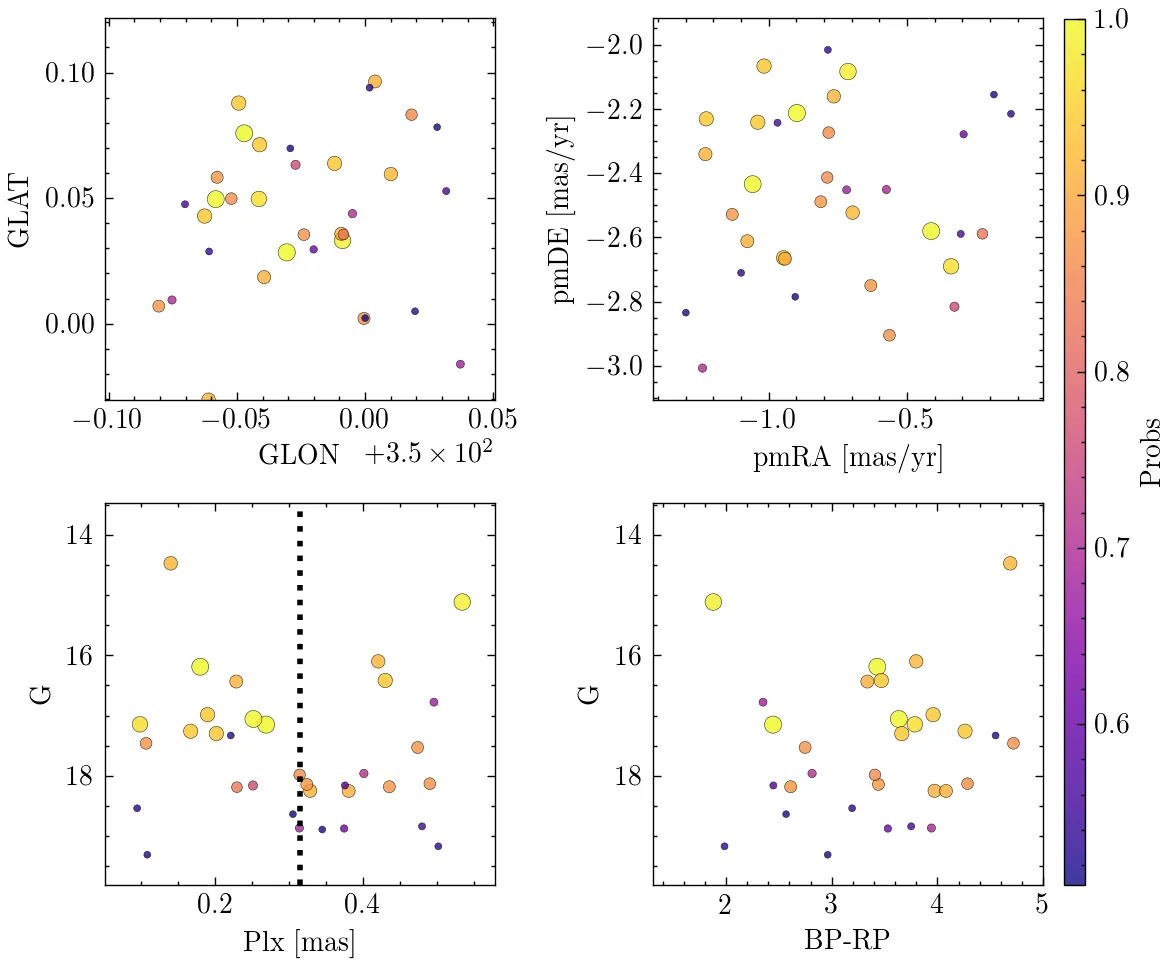 0.10
0.05
0.00
GLAT
−0.10 −0.05 0.00 0.05
GLON +3.5 × 10²
−2.0
−2.2
−2.4
−2.6
−2.8
−3.0
pmDE [mas/yr]
−1.0 −0.5
pmRA [mas/yr]
14
16
18
G
0.2 0.4
Plx [mas]
14
16
18
G
2 3 4 5
BP-RP
1.0
0.9
0.8
0.7
0.6
Probs